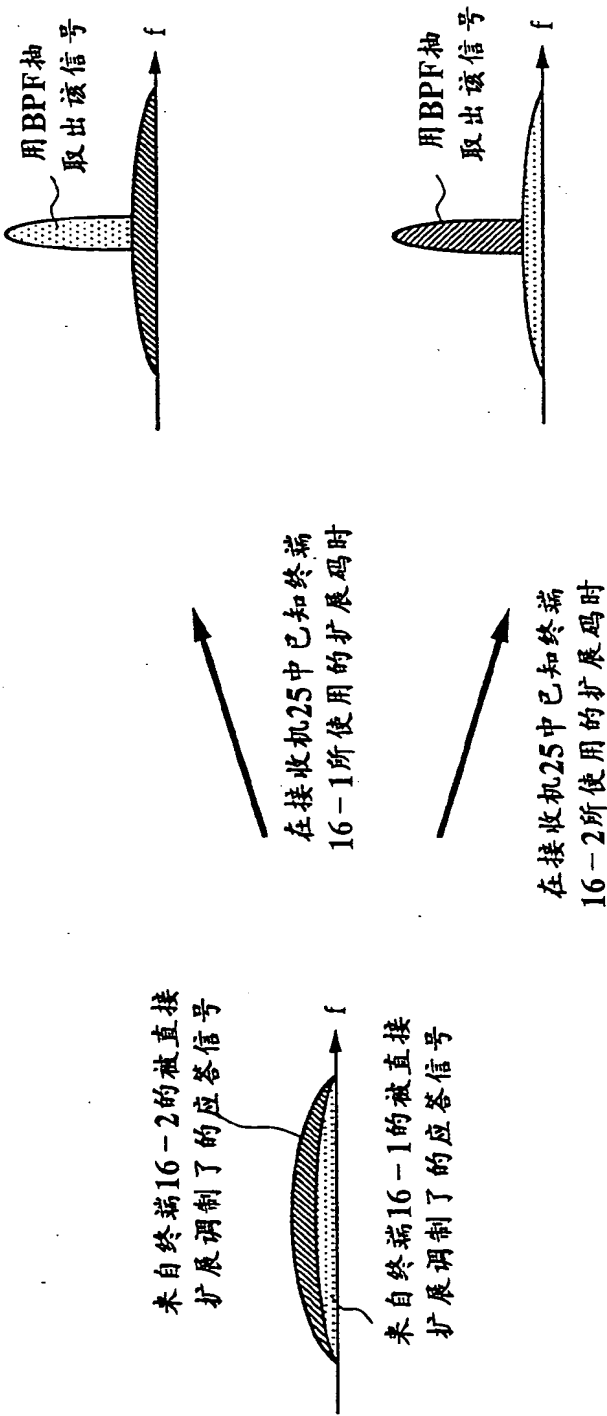 来自终端16-2的被直接
扩展调制了的应答信号
f
来自终端16-1的被直接
扩展调制了的应答信号
在接收机25中已知终端
16-1所使用的扩展码时
在接收机25中已知终端
16-2所使用的扩展码时
用BPF抽
取出该信号
f
用BPF抽
取出该信号
f